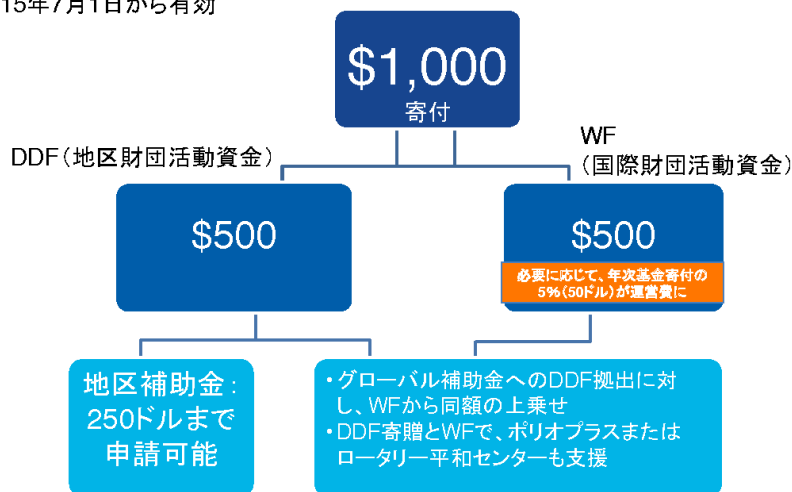 15年7月1日から有効
$1,000
寄付
DDF(地区財団活動資金)
WF
(国際財団活動資金)
$500
$500
必要に応じて、年次基金寄付の
5%(50ドル)が運営費に
地区補助金:
250ドルまで
申請可能
・グローバル補助金へのDDF拠出に対
し、WFから同額の上乗せ
・DDF寄贈とWFで、ポリオプラスまたは
ロータリー平和センターも支援